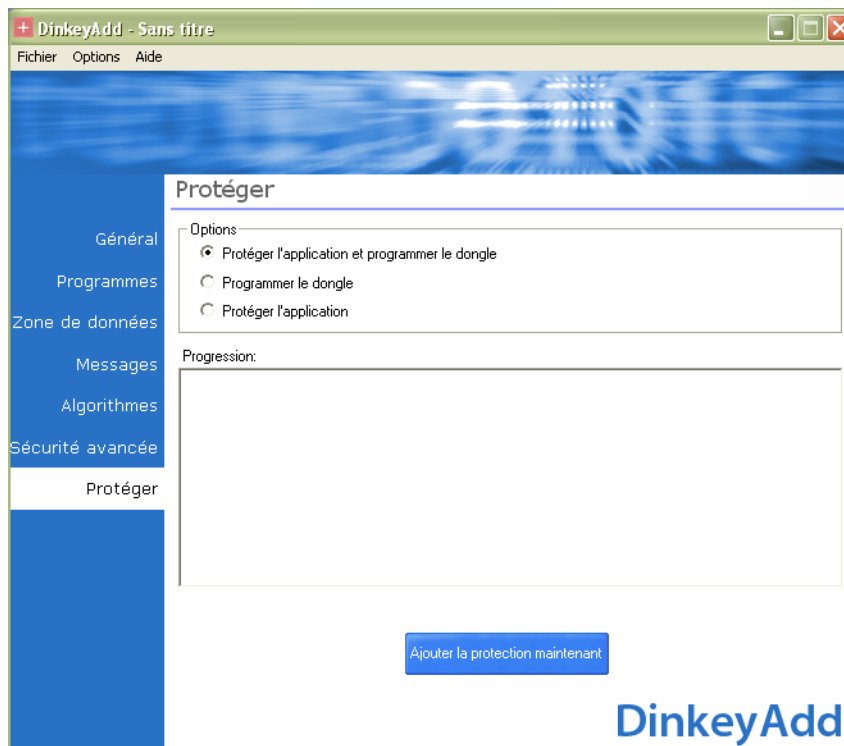 DinkeyAdd - Sans titre
Fichier Options Aide
Protéger
Général
Programmes
Zone de données
Messages
Algorithmes
Sécurité avancée
Protéger
Options
Protéger l'application et programmer le dongle
Programmer le dongle
Protéger l'application
Progression:
Ajouter la protection maintenant
DinkeyAdd